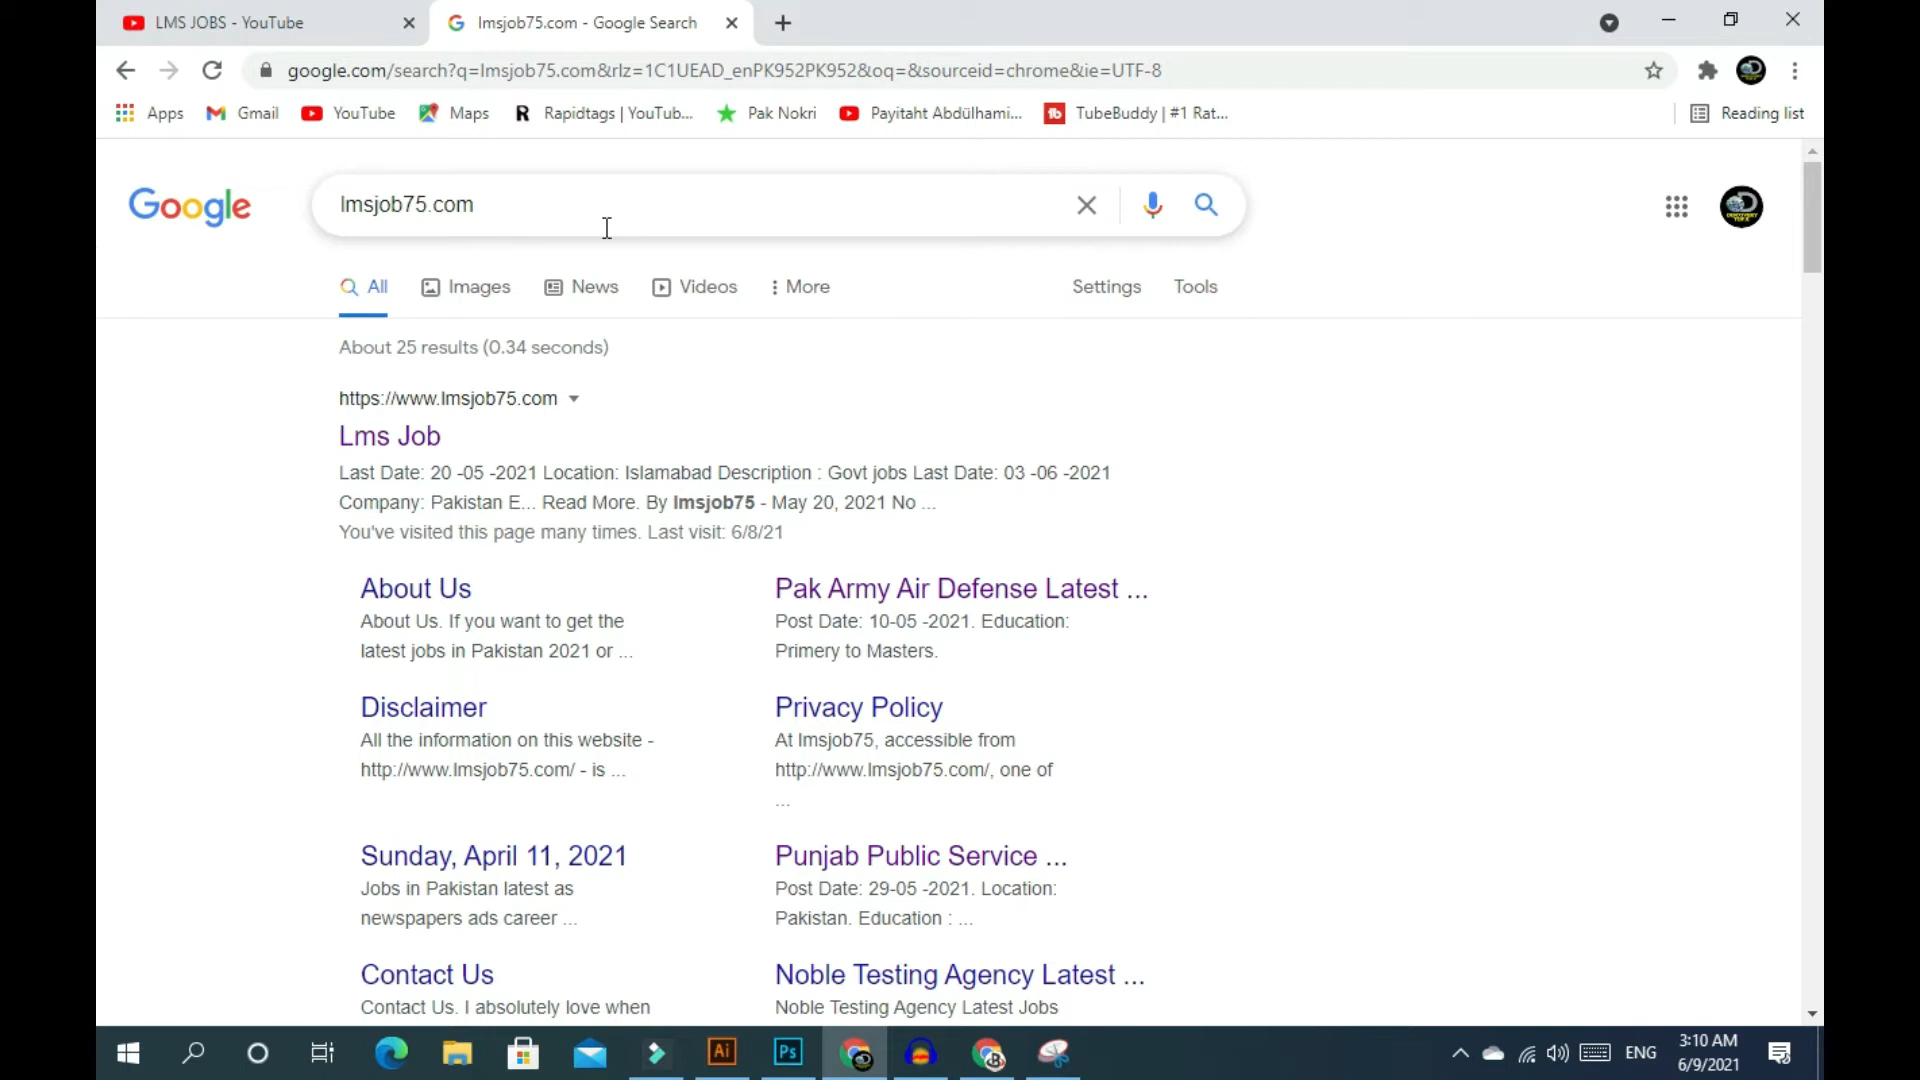 LMS JOBS - YouTube
lmsjob75.com - Google Search
google.com/search?q=lmsjob75.com&rlz=1C1UEAD_enPK952PK952&oq=&sourceid=chrome&ie=UTF-8
Apps
Gmail
YouTube
Maps
R
Rapidtags | YouTub...
Pak Nokri
Payitaht Abdülhami...
tb
TubeBuddy | #1 Rat...
Reading list
Google
lmsjob75.com
All
Images
News
Videos
More
Settings
Tools
About 25 results (0.34 seconds)
https://www.lmsjob75.com
Lms Job
Last Date: 20 -05 -2021 Location: Islamabad Description : Govt jobs Last Date: 03 -06 -2021
Company: Pakistan E... Read More. By lmsjob75 - May 20, 2021 No ...
You've visited this page many times. Last visit: 6/8/21
About Us
About Us. If you want to get the
latest jobs in Pakistan 2021 or ...
Pak Army Air Defense Latest ...
Post Date: 10-05 -2021. Education:
Primery to Masters.
Disclaimer
All the information on this website -
http://www.lmsjob75.com/ - is ...
Privacy Policy
At lmsjob75, accessible from
http://www.lmsjob75.com/, one of
...
Sunday, April 11, 2021
Jobs in Pakistan latest as
newspapers ads career ...
Punjab Public Service ...
Post Date: 29-05 -2021. Location:
Pakistan. Education : ...
Contact Us
Contact Us. I absolutely love when
Noble Testing Agency Latest ...
Noble Testing Agency Latest Jobs
Ai
Ps
B
ENG
3:10 AM
6/9/2021